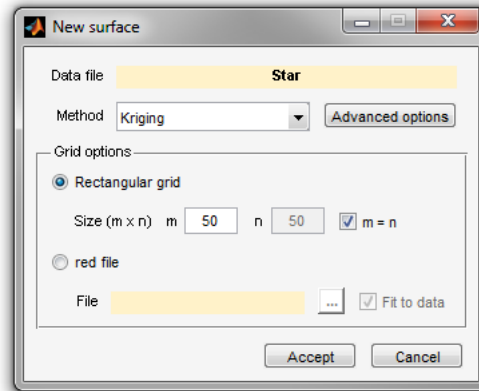 New surface
Data file Star
Method Kriging Advanced options
Grid options
Rectangular grid
Size (m x n) m 50 n 50 m = n
red file
File ... Fit to data
Accept Cancel